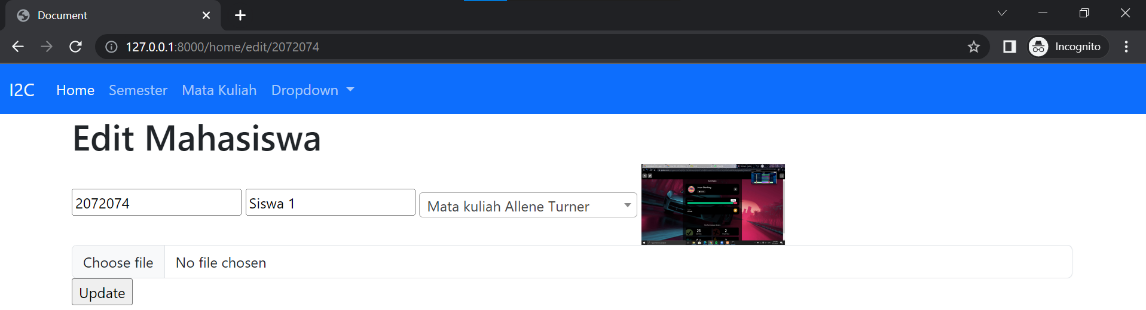 Document
127.0.0.1:8000/home/edit/2072074
Incognito
I2C Home Semester Mata Kuliah Dropdown
Edit Mahasiswa
2072074 Siswa 1 Mata kuliah Allene Turner
Choose file No file chosen
Update